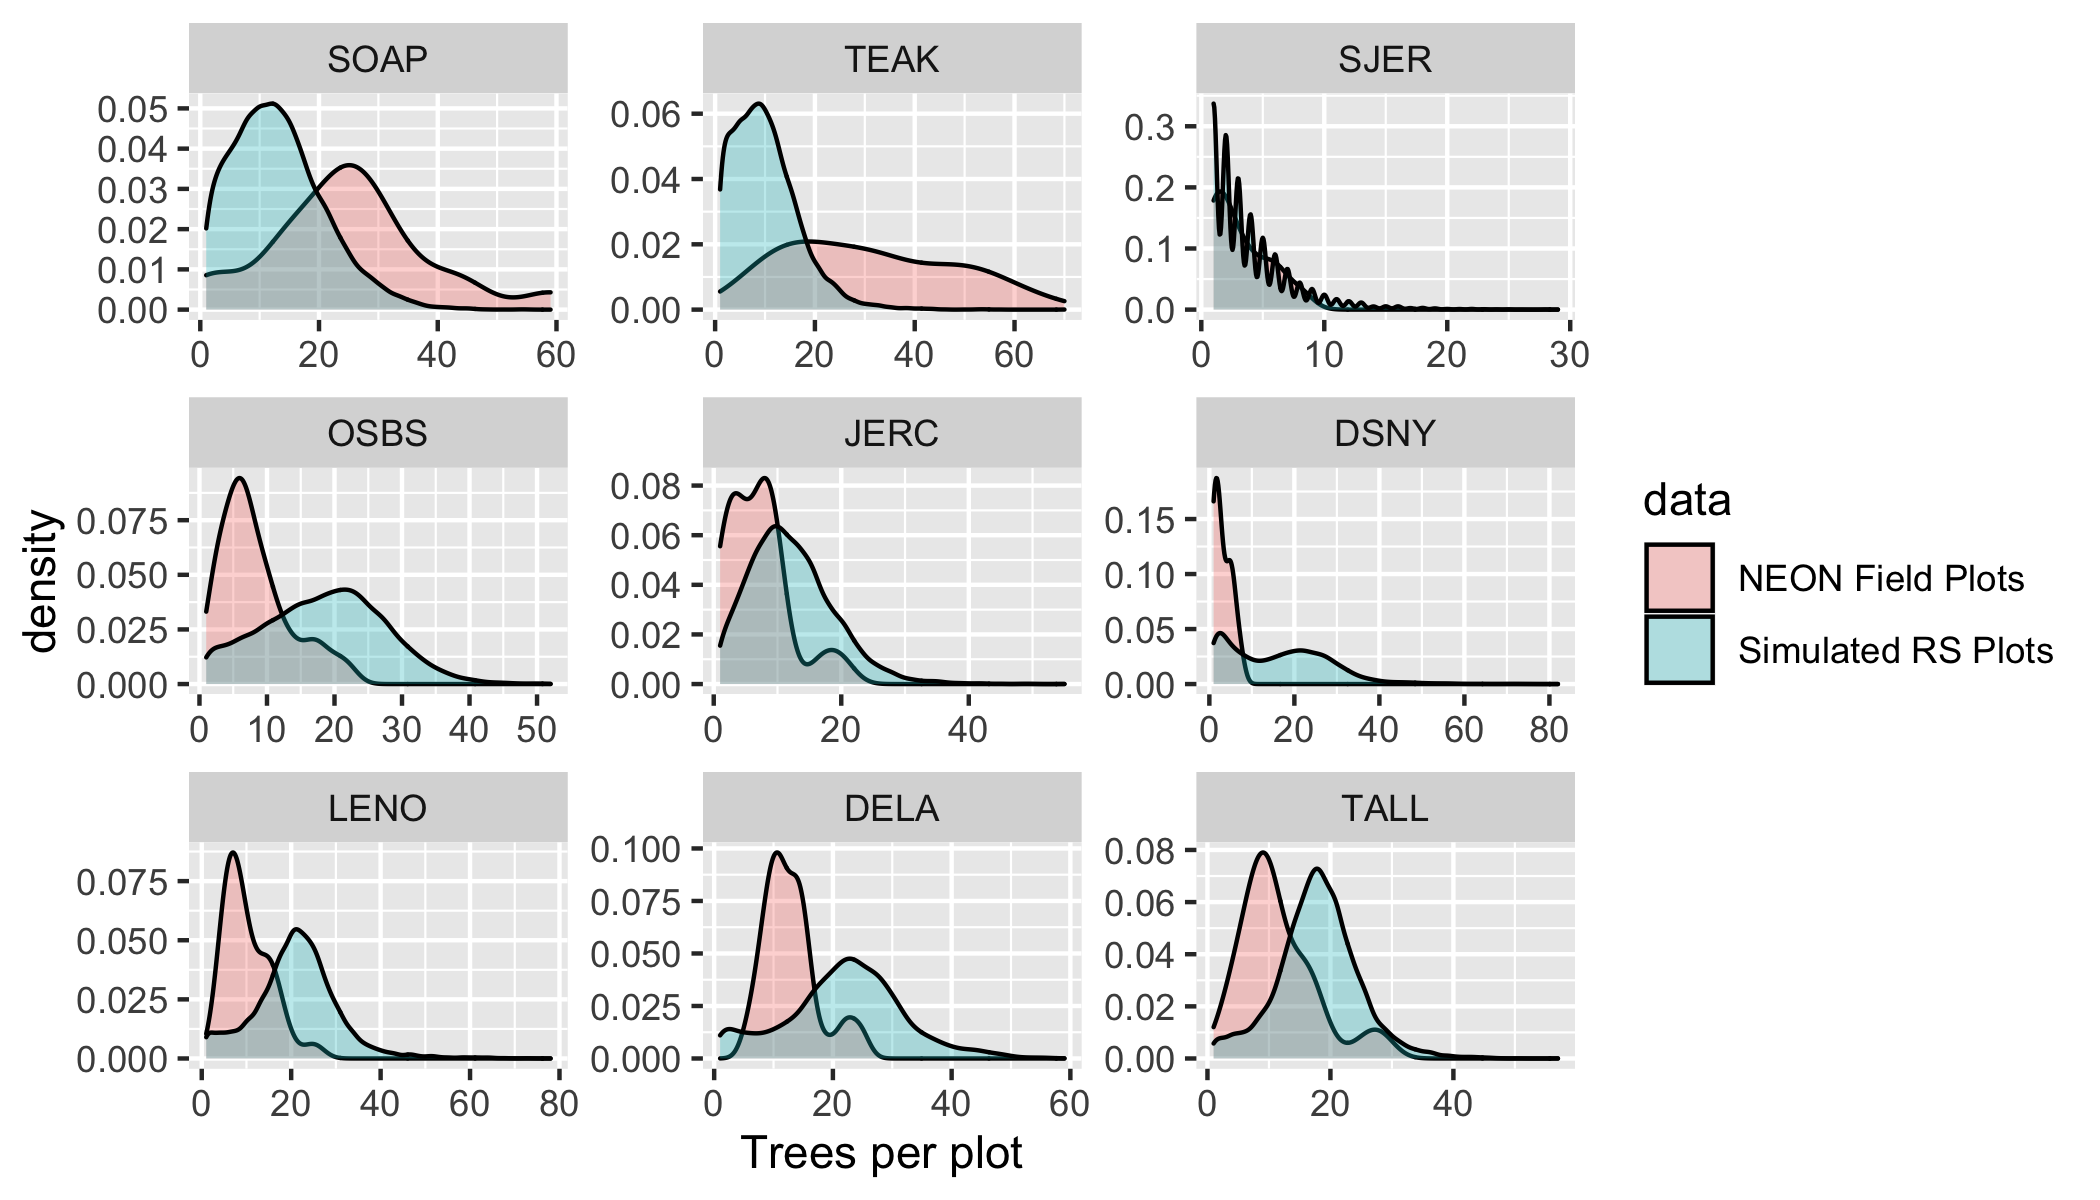 SOAP TEAK SJER
0.05
0.04
0.03
0.02
0.01
0.00
0 20 40 60
0.06
0.04
0.02
0.00
0 20 40 60
0.3
0.2
0.1
0.0
0 10 20 30
OSBS JERC DSNY
0.075
0.050
0.025
0.000
0 10 20 30 40 50
0.08
0.06
0.04
0.02
0.00
0 20 40
0.15
0.10
0.05
0.00
0 20 40 60 80
LENO DELA TALL
0.075
0.050
0.025
0.000
0 20 40 60 80
0.100
0.075
0.050
0.025
0.000
0 20 40 60
0.08
0.06
0.04
0.02
0.00
0 20 40
density
Trees per plot
data
NEON Field Plots
Simulated RS Plots